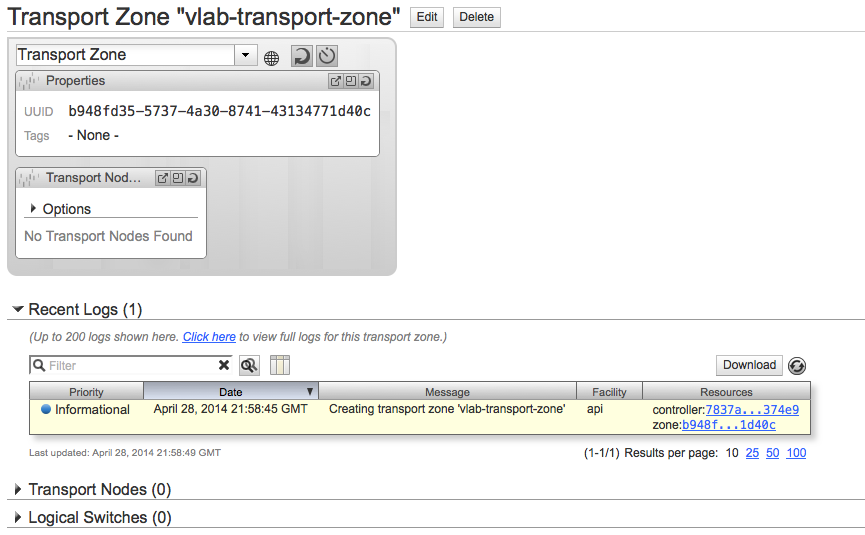 Transport Zone "vlab-transport-zone" Edit Delete
Transport Zone
Properties
UUID b948fd35-5737-4a30-8741-43134771d40c
Tags - None -
Transport Nod...
Options
No Transport Nodes Found
Recent Logs (1)
(Up to 200 logs shown here. Click here to view full logs for this transport zone.)
Filter Download
Priority Date Message Facility Resources
Informational April 28, 2014 21:58:45 GMT Creating transport zone 'vlab-transport-zone' api controller:7837a...374e9
zone:b948f...1d40c
Last updated: April 28, 2014 21:58:49 GMT (1-1/1) Results per page: 10 25 50 100
Transport Nodes (0)
Logical Switches (0)